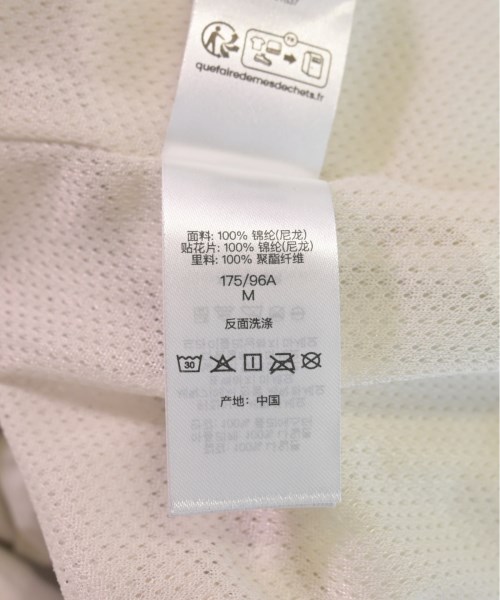 quefairedemesdechets.fr
面料: 100% 锦纶(尼龙)
贴花片: 100% 锦纶(尼龙)
里料: 100% 聚酯纤维
175/96A
M
反面洗涤
30
产地: 中国